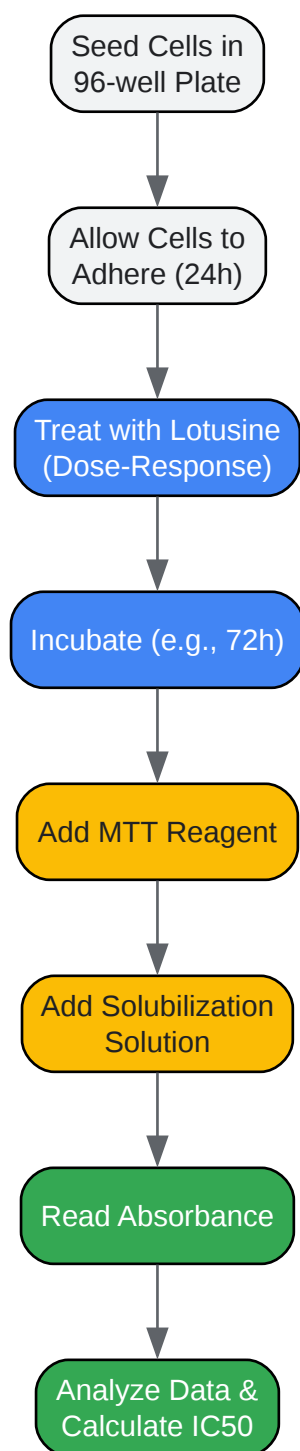 Seed Cells in
96-well Plate
Allow Cells to
Adhere (24h)
Treat with Lotusine
(Dose-Response)
Incubate (e.g., 72h)
Add MTT Reagent
Add Solubilization
Solution
Read Absorbance
Analyze Data &
Calculate IC50